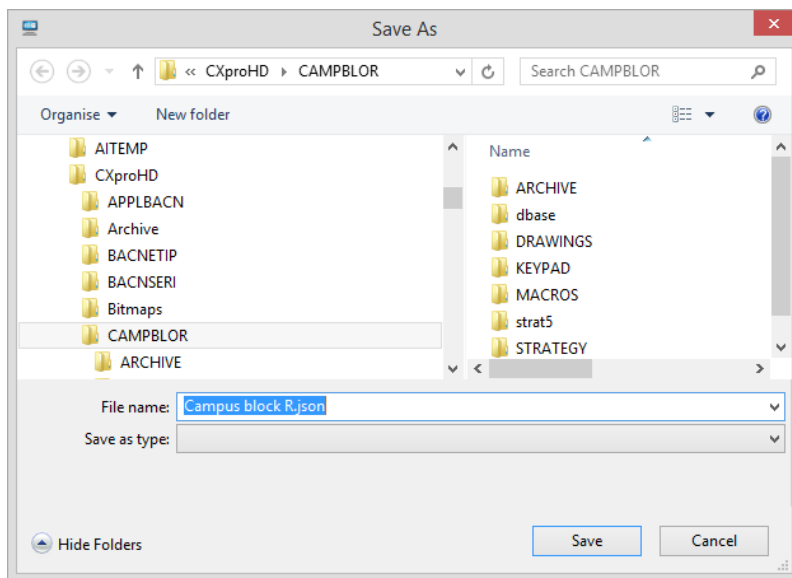 Save As
« CXproHD CAMPBLOR
Search CAMPBLOR
Organise New folder
AITEMP
CXproHD
APPLBACN
Archive
BACNETIP
BACNSERI
Bitmaps
CAMPBLOR
ARCHIVE
Name
ARCHIVE
dbase
DRAWINGS
KEYPAD
MACROS
strat5
STRATEGY
File name: Campus block R.json
Save as type:
Hide Folders Save Cancel